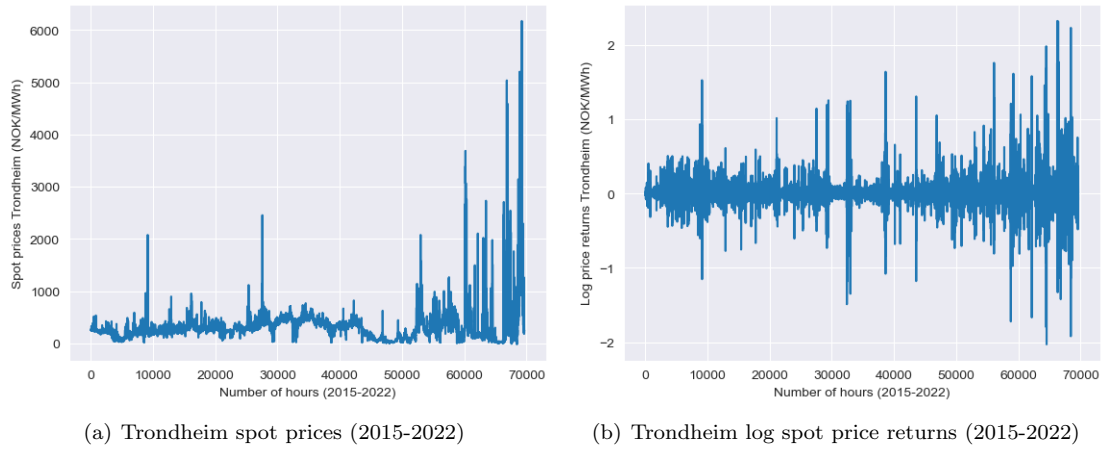 6000
5000
4000
3000
2000
1000
0
Spot prices Trondheim (NOK/MWh)
0 10000 20000 30000 40000 50000 60000 70000
Number of hours (2015-2022)
(a) Trondheim spot prices (2015-2022)
2
1
0
−1
−2
Log price returns Trondheim (NOK/MWh)
0 10000 20000 30000 40000 50000 60000 70000
Number of hours (2015-2022)
(b) Trondheim log spot price returns (2015-2022)